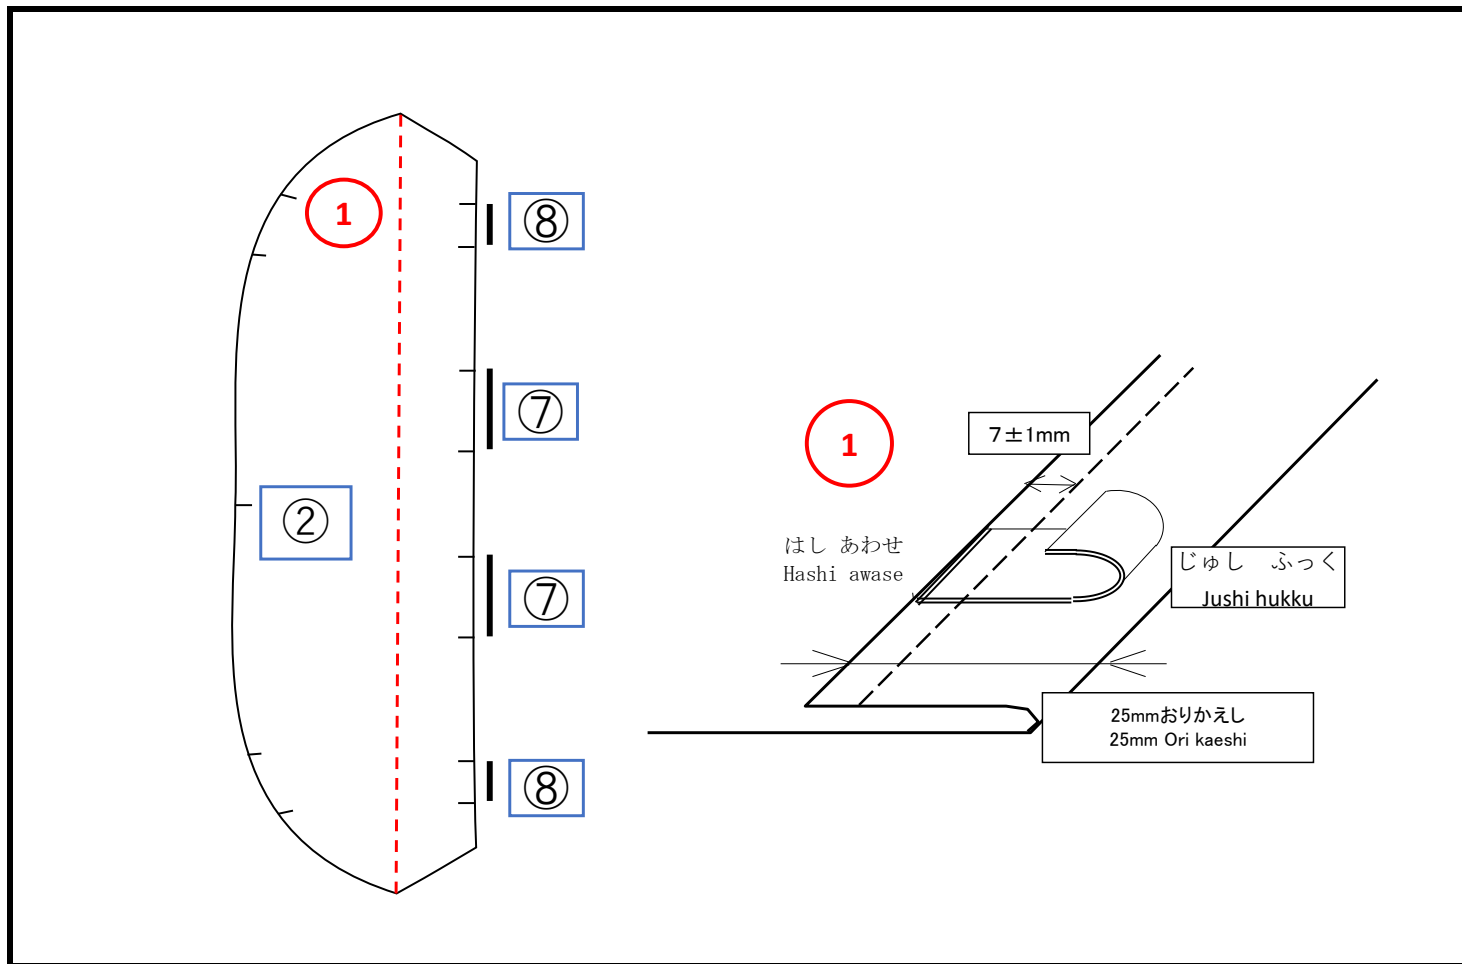 1
⑧
⑦
②
⑦
⑧
1
7±1mm
はし あわせ
Hashi awase
じゅし ふっく
Jushi hukku
25mmおりかえし
25mm Ori kaeshi